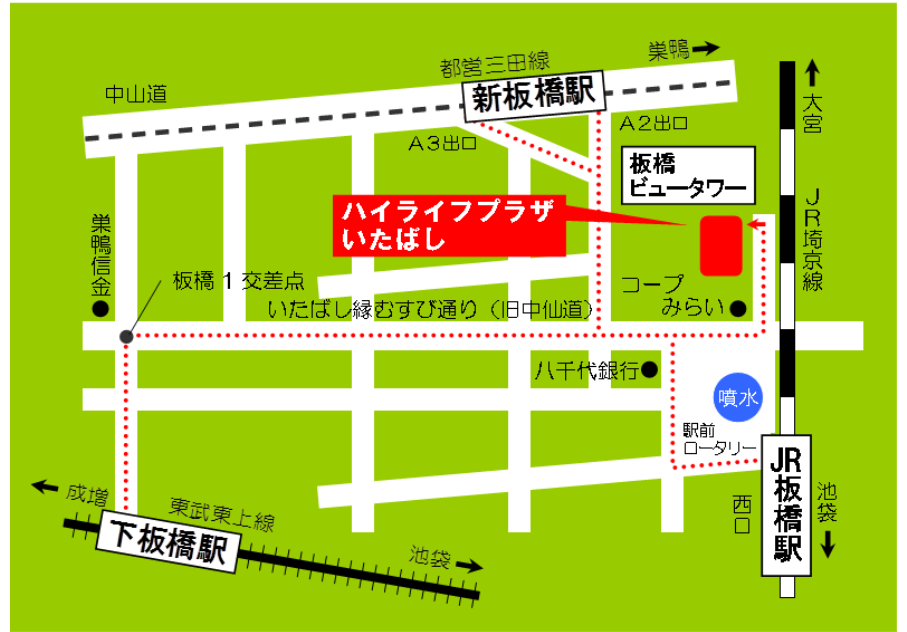 巣鴨
都営三田線
中山道
新板橋駅
大宮
A3出口
A2出口
板橋
ビュータワー
JR埼京線
ハイライフプラザ
いたばし
巣鴨信金
板橋1交差点
コープ
みらい
いたばし縁むすび通り(旧中仙道)
八千代銀行
噴水
駅前
ロータリー
JR板橋駅
西口
池袋
成増
東武東上線
下板橋駅
池袋